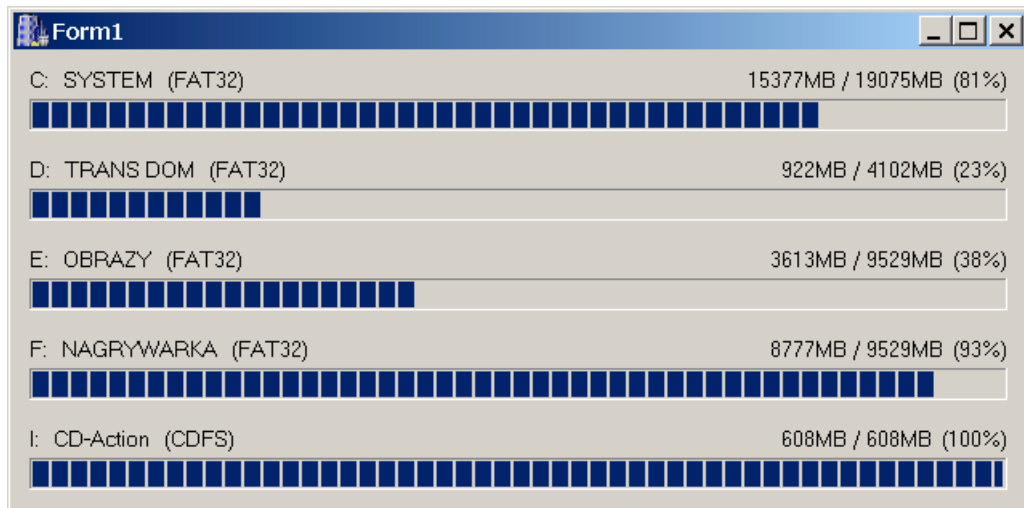 Form1
C: SYSTEM (FAT32) 15377MB / 19075MB (81%)
D: TRANS DOM (FAT32) 922MB / 4102MB (23%)
E: OBRAZY (FAT32) 3613MB / 9529MB (38%)
F: NAGRYWARKA (FAT32) 8777MB / 9529MB (93%)
I: CD-Action (CDFS) 608MB / 608MB (100%)